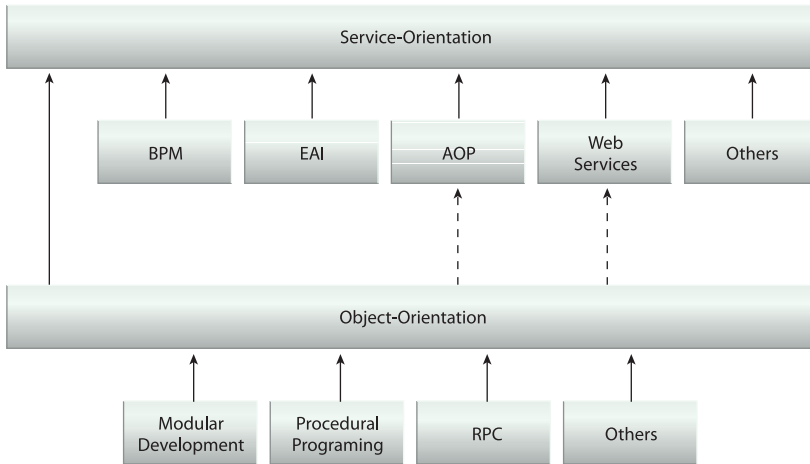 Service-Orientation
BPM
EAI
AOP
Web
Services
Others
Object-Orientation
Modular
Development
Procedural
Programing
RPC
Others